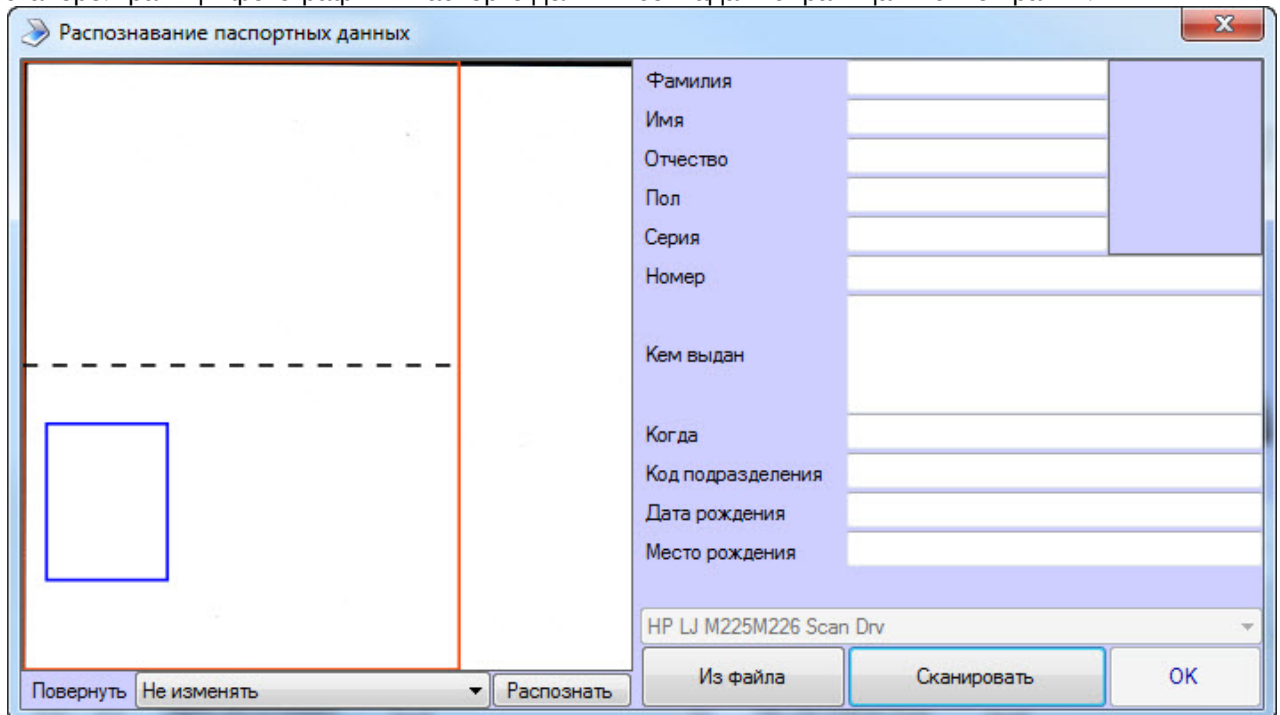 Распознавание паспортных данных
Фамилия
Имя
Отчество
Пол
Серия
Номер
Кем выдан
Когда
Код подразделения
Дата рождения
Место рождения
HP LJ M225M226 Scan Drv
Из файла Сканировать OK
Повернуть Не изменять Распознать